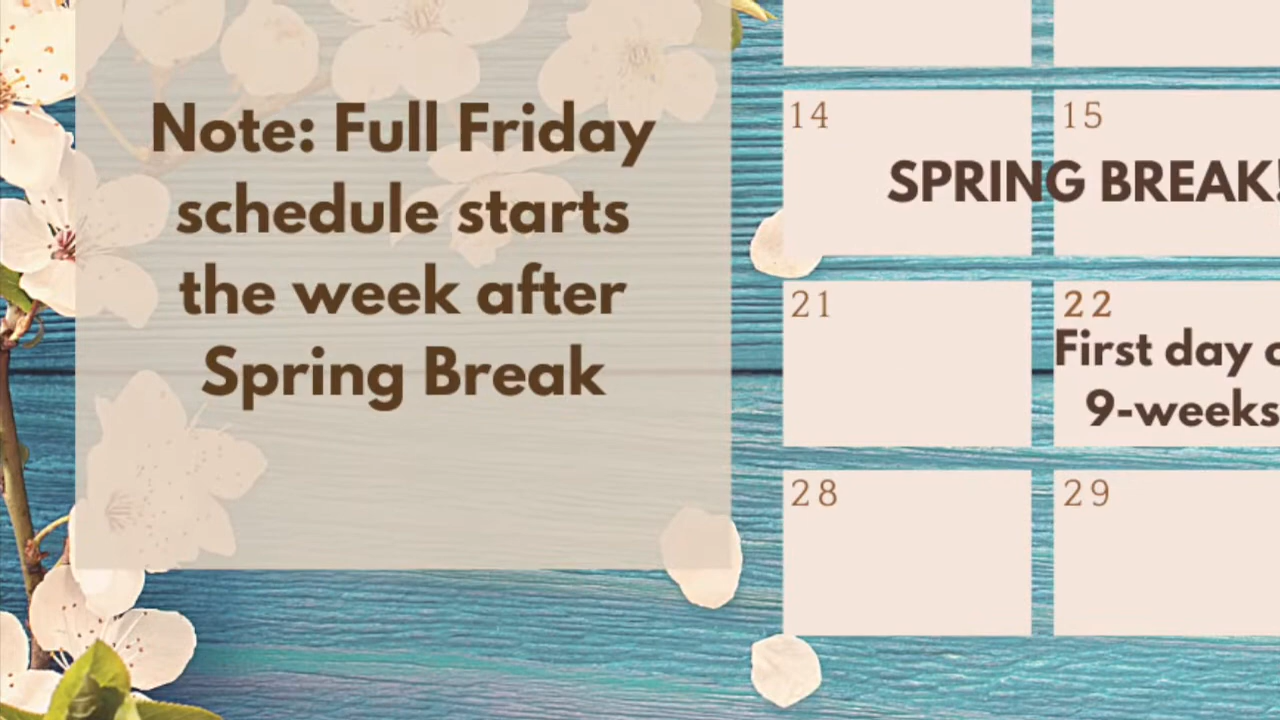 Note: Full Friday
schedule starts
the week after
Spring Break
14 15
SPRING BREAK!
21 22
First day
9-weeks
28 29